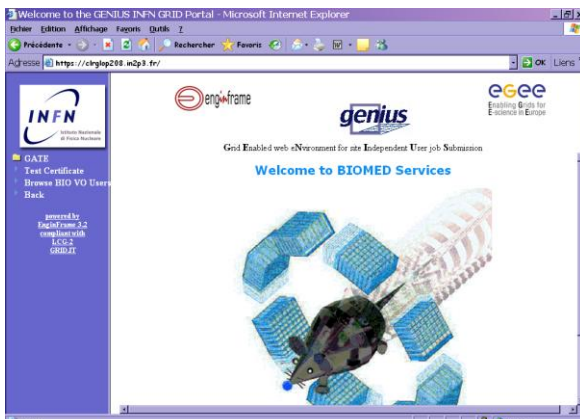 Welcome to the GENIUS INFN GRID Portal - Microsoft Internet Explorer
Fichier Edition Affichage Favoris Outils ?
Précédente Rechercher Favoris
Adresse https://clrglop208.in2p3.fr/ OK Liens
INFN
Istituto Nazionale
di Fisica Nucleare
GATE
Test Certificate
Browse BIO VO Users
Back
powered by
EnginFrame 3.2
compliant with
LCG-2
GRID.IT
enginframe
genius
egee
Enabling Grids for
E-science in Europe
Grid Enabled web eNvironment for site Independent User job Submission
Welcome to BIOMED Services